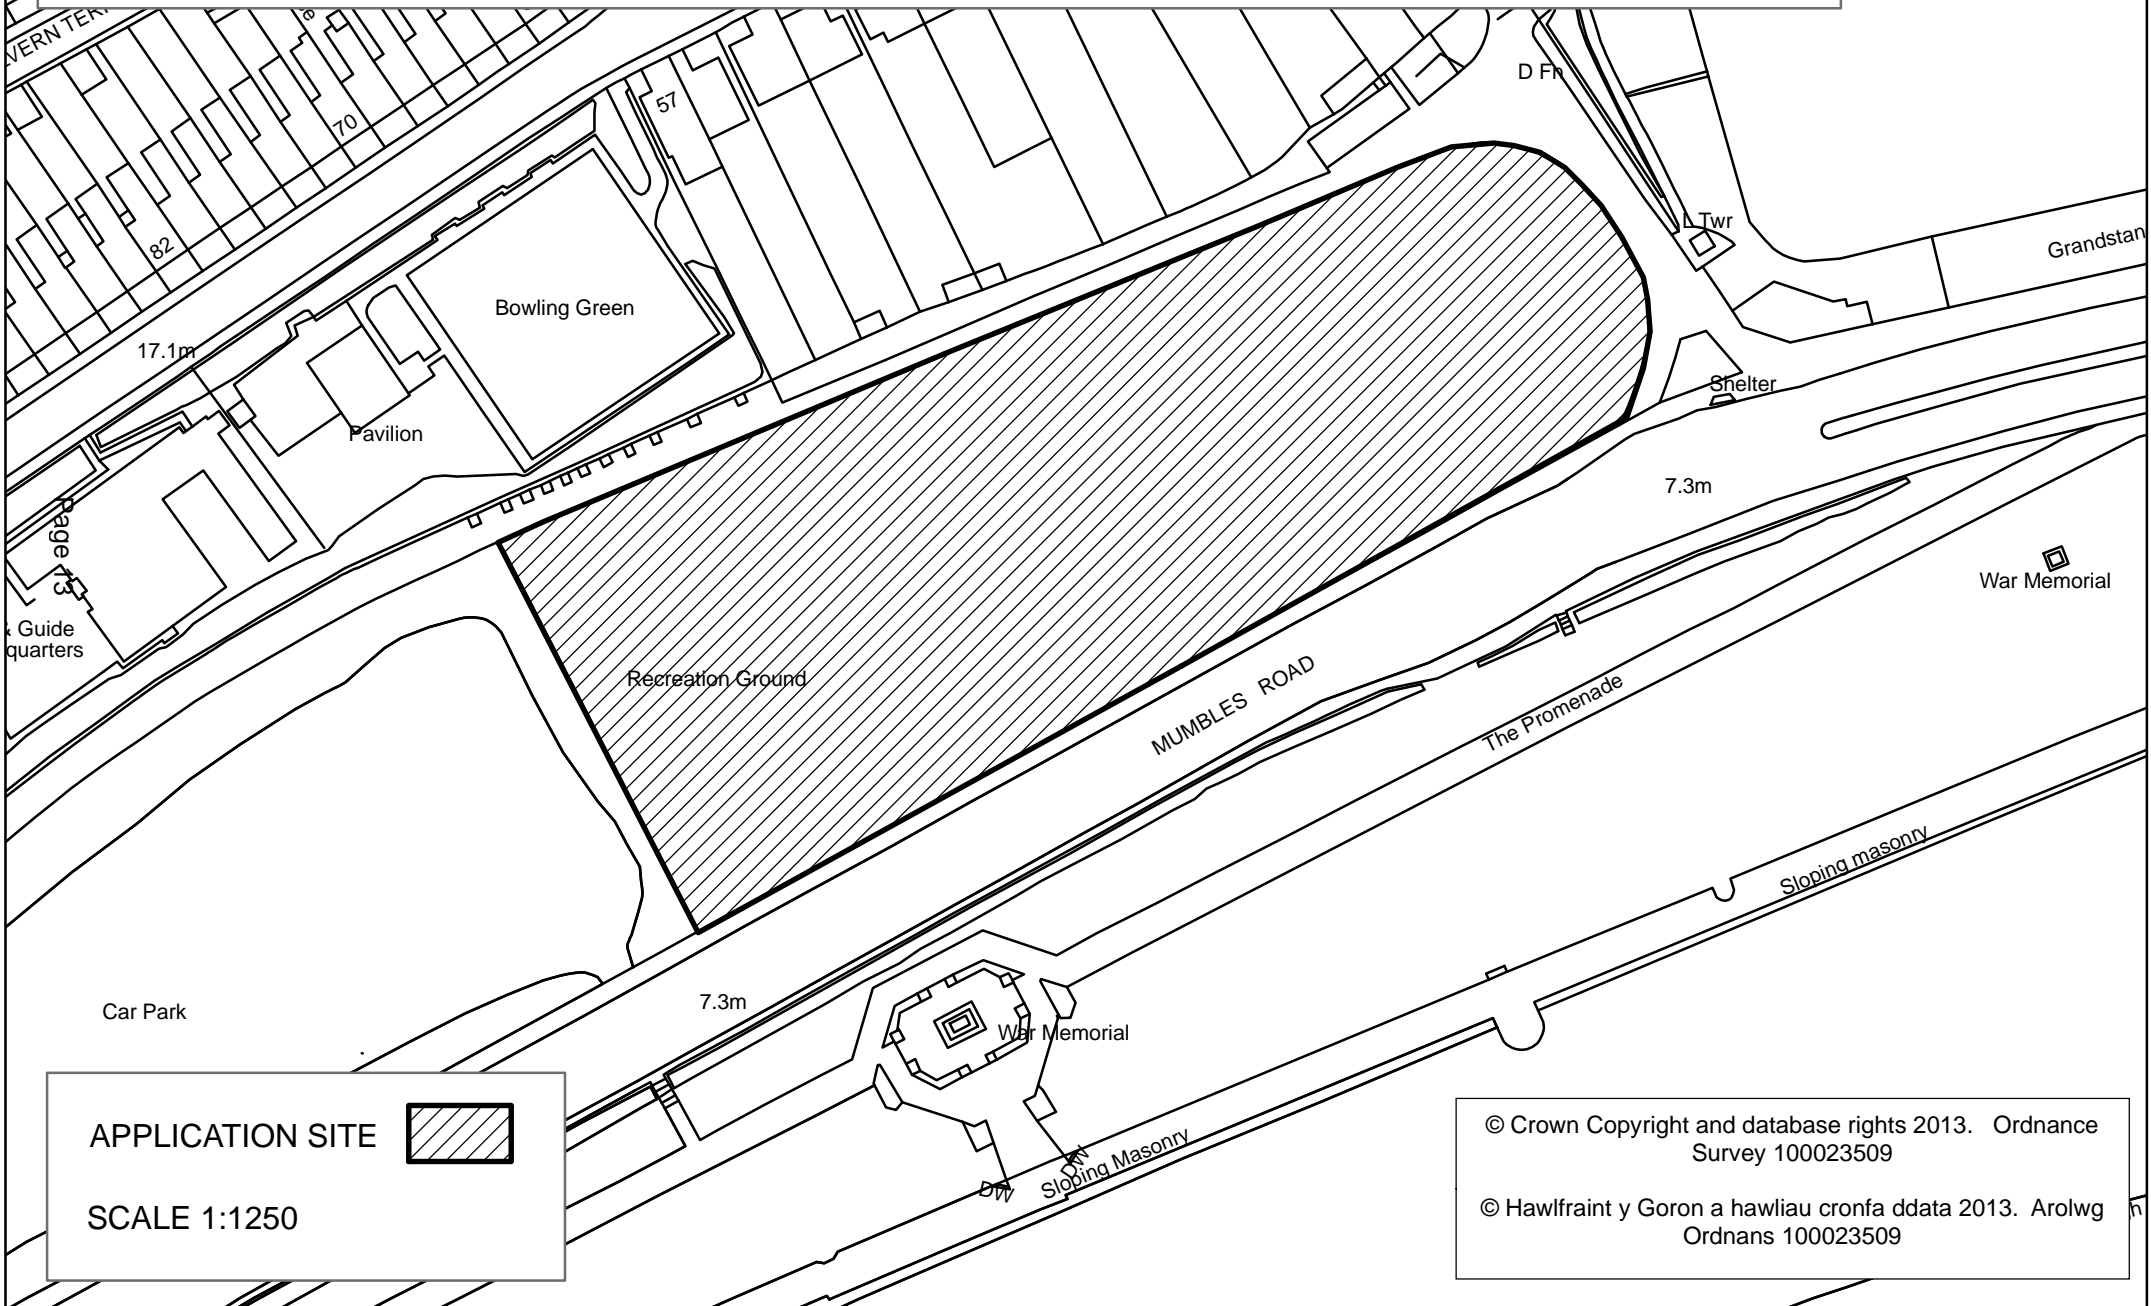 VERN TER
57
D Fn
70
L Twr
82
Grandstan
Bowling Green
17.1m
Shelter
Pavilion
7.3m
Page 13
War Memorial
& Guide
quarters
Recreation Ground
MUMBLES ROAD
The Promenade
Sloping masonry
Car Park
7.3m
War Memorial
APPLICATION SITE
SCALE 1:1250
DW
DW
Sloping Masonry
© Crown Copyright and database rights 2013. Ordnance
Survey 100023509
© Hawlfraint y Goron a hawliau cronfa ddata 2013. Arolwg
Ordnans 100023509